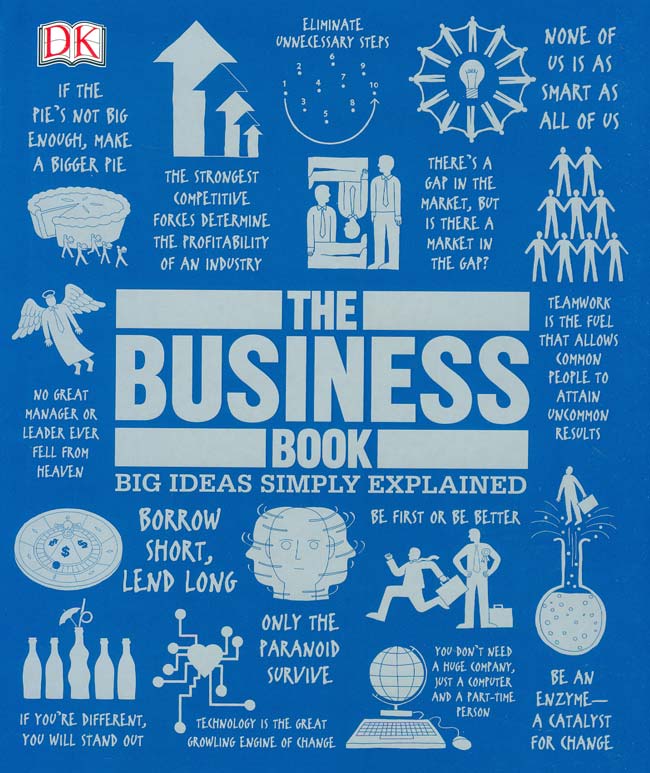 DK
IF THE
PIE'S NOT BIG
ENOUGH, MAKE
A BIGGER PIE
ELIMINATE
UNNECESSARY STEPS
1
2
3
4
5
6
7
8
9
10
IDEA
NONE OF
US IS AS
SMART AS
ALL OF US
THE STRONGEST
COMPETITIVE
FORCES DETERMINE
THE PROFITABILITY
OF AN INDUSTRY
THERE'S A
GAP IN THE
MARKET, BUT
IS THERE A
MARKET IN
THE GAP?
TEAMWORK
IS THE FUEL
THAT ALLOWS
COMMON
PEOPLE TO
ATTAIN
UNCOMMON
RESULTS
NO GREAT
MANAGER OR
LEADER EVER
FELL FROM
HEAVEN
THE
BUSINESS
BOOK
BIG IDEAS SIMPLY EXPLAINED
$
$
$
BORROW
SHORT,
LEND LONG
BE FIRST OR BE BETTER
ONLY THE
PARANOID
SURVIVE
IF YOU'RE DIFFERENT,
YOU WILL STAND OUT
TECHNOLOGY IS THE GREAT
GROWLING ENGINE OF CHANGE
YOU DON'T NEED
A HUGE COMPANY,
JUST A COMPUTER
AND A PART-TIME
PERSON
BE AN
ENZYME—
A CATALYST
FOR CHANGE